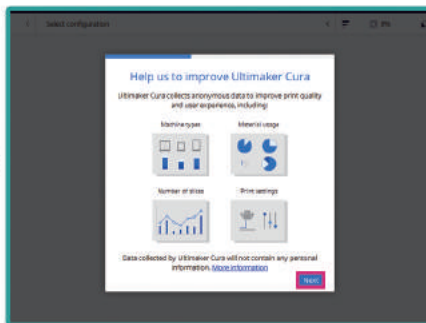 Select configuration
Help us to improve Ultimaker Cura
Ultimaker Cura collects anonymous data to improve print quality
and user experience, including:
Machine types
Material usage
Number of slices
Print settings
Data collected by Ultimaker Cura will not contain any personal
information. More information
Next